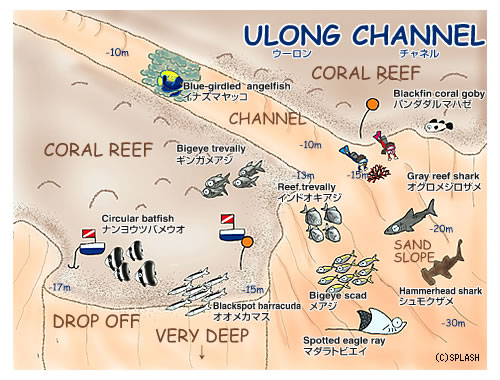 ULONG CHANNEL
ウーロン チャネル
-10m
CORAL REEF
Blue-girdled angelfish
イナズマヤッコ
Blackfin coral goby
パンダダルマハゼ
CHANNEL
CORAL REEF
Bigeye trevally
ギンガメアジ
-10m
-13m
-15m
Gray reef shark
オグロメジロザメ
Reef.trevally
インドオキアジ
Circular batfish
ナンヨウツバメウオ
-20m
SAND
SLOPE
-17m
-15m
Hammerhead shark
シュモクザメ
Bigeye scad
メアジ
Blackspot barracuda
オオメカマス
DROP OFF
VERY DEEP
-30m
Spotted eagle ray
マダラトビエイ
(C)SPLASH